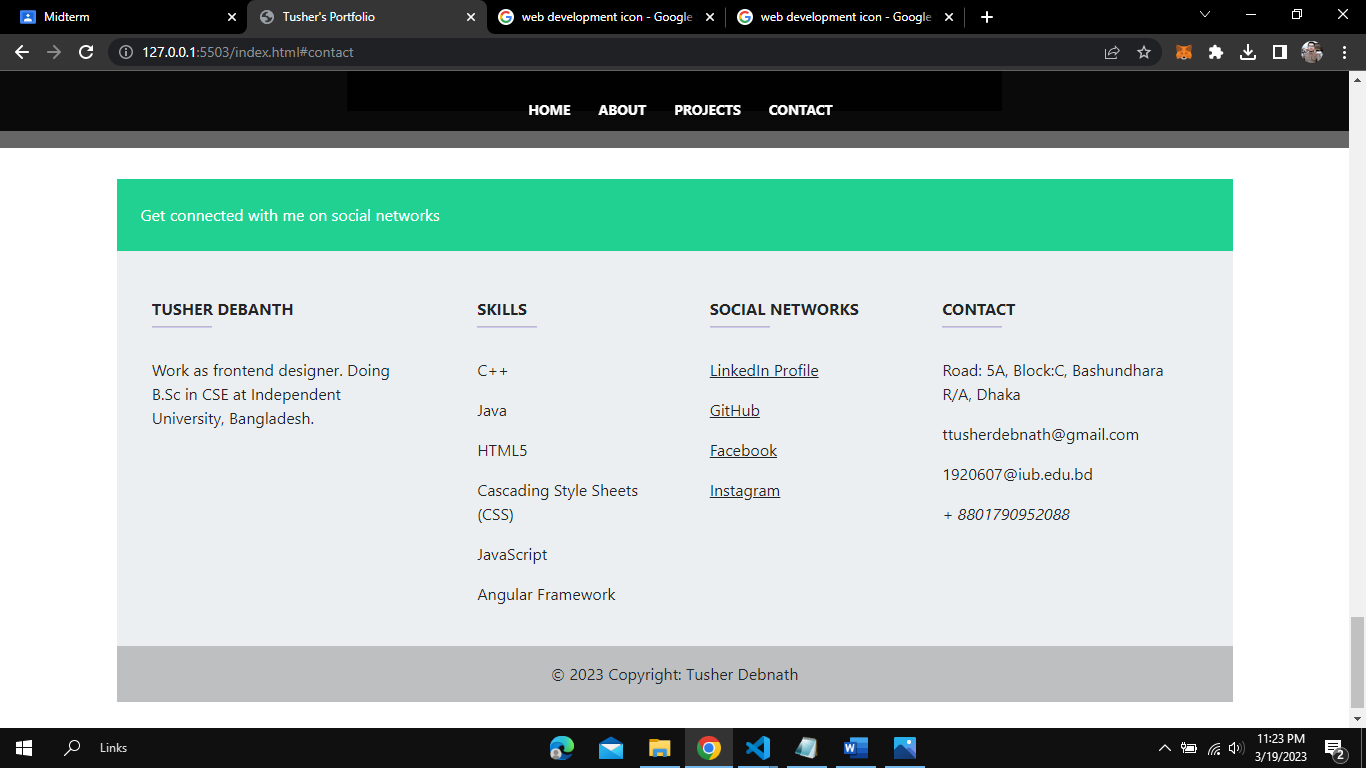 Midterm
Tusher's Portfolio
web development icon - Google
web development icon - Google
127.0.0.1:5503/index.html#contact
HOME ABOUT PROJECTS CONTACT
Get connected with me on social networks
TUSHER DEBANTH
Work as frontend designer. Doing
B.Sc in CSE at Independent
University, Bangladesh.
SKILLS
C++
Java
HTML5
Cascading Style Sheets
(CSS)
JavaScript
Angular Framework
SOCIAL NETWORKS
LinkedIn Profile
GitHub
Facebook
Instagram
CONTACT
Road: 5A, Block:C, Bashundhara
R/A, Dhaka
ttusherdebnath@gmail.com
1920607@iub.edu.bd
+ 8801790952088
© 2023 Copyright: Tusher Debnath
Links
11:23 PM
3/19/2023
2